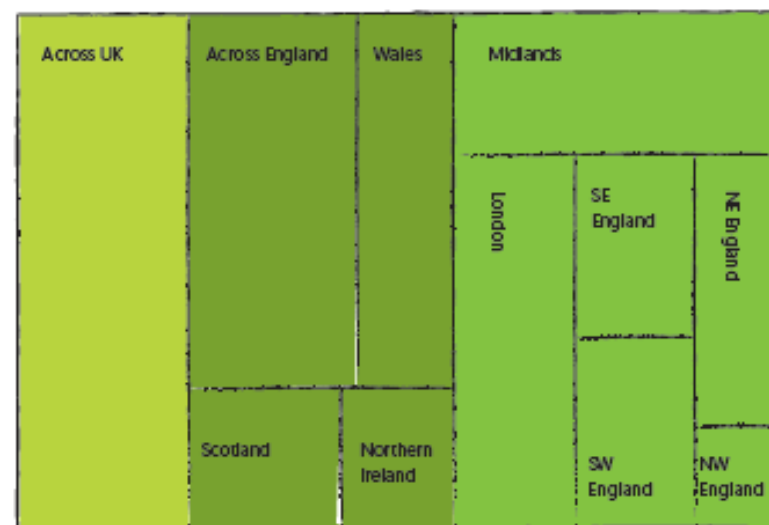 Across UK
Across England
Wales
Midlands
London
SE
England
NE England
Scotland
Northern
Ireland
SW
England
NW
England